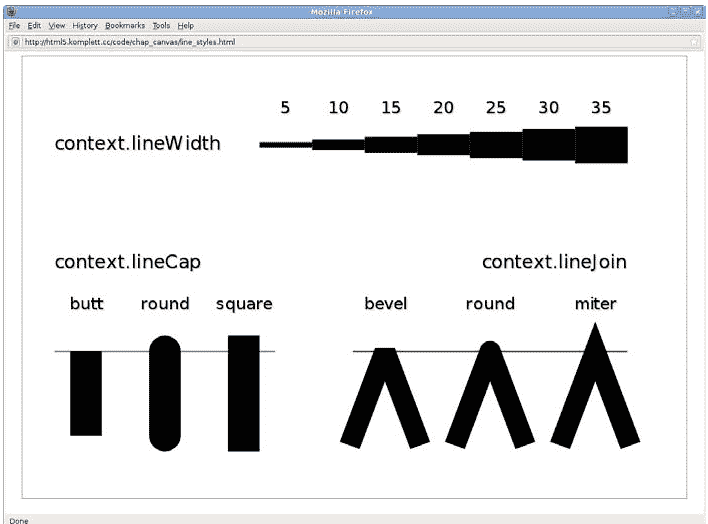 Mozilla Firefox
File Edit View History Bookmarks Tools Help
http://html5.komplett.cc/code/chap_canvas/line_styles.html
5 10 15 20 25 30 35
context.lineWidth
context.lineCap context.lineJoin
butt round square bevel round miter
Done